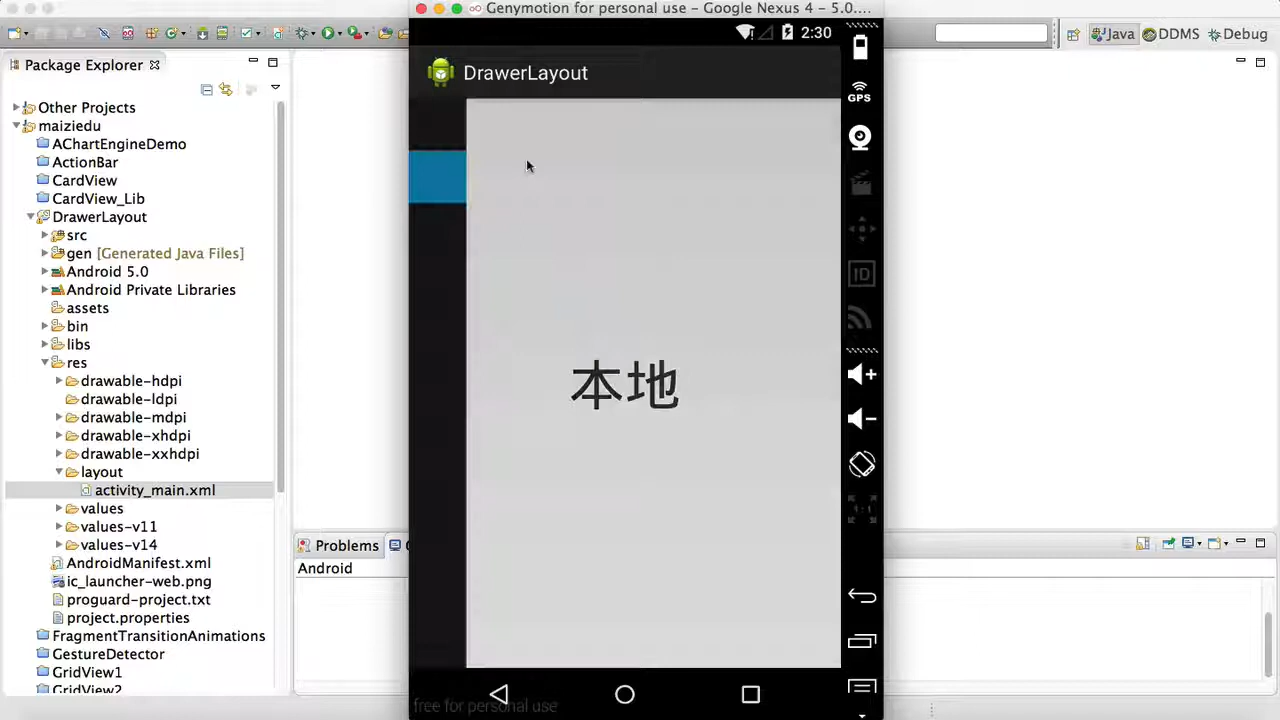 Genymotion for personal use – Google Nexus 4 – 5.0....
Java
DDMS
Debug
Package Explorer
2:30
DrawerLayout
GPS
Other Projects
maiziedu
AChartEngineDemo
ActionBar
CardView
CardView_Lib
DrawerLayout
src
gen [Generated Java Files]
Android 5.0
Android Private Libraries
assets
bin
libs
res
drawable-hdpi
drawable-ldpi
drawable-mdpi
drawable-xhdpi
drawable-xxhdpi
layout
activity_main.xml
values
values-v11
values-v14
AndroidManifest.xml
ic_launcher-web.png
proguard-project.txt
project.properties
FragmentTransitionAnimations
GestureDetector
GridView1
GridView2
本地
ID
1:1
Problems
Android
free for personal use